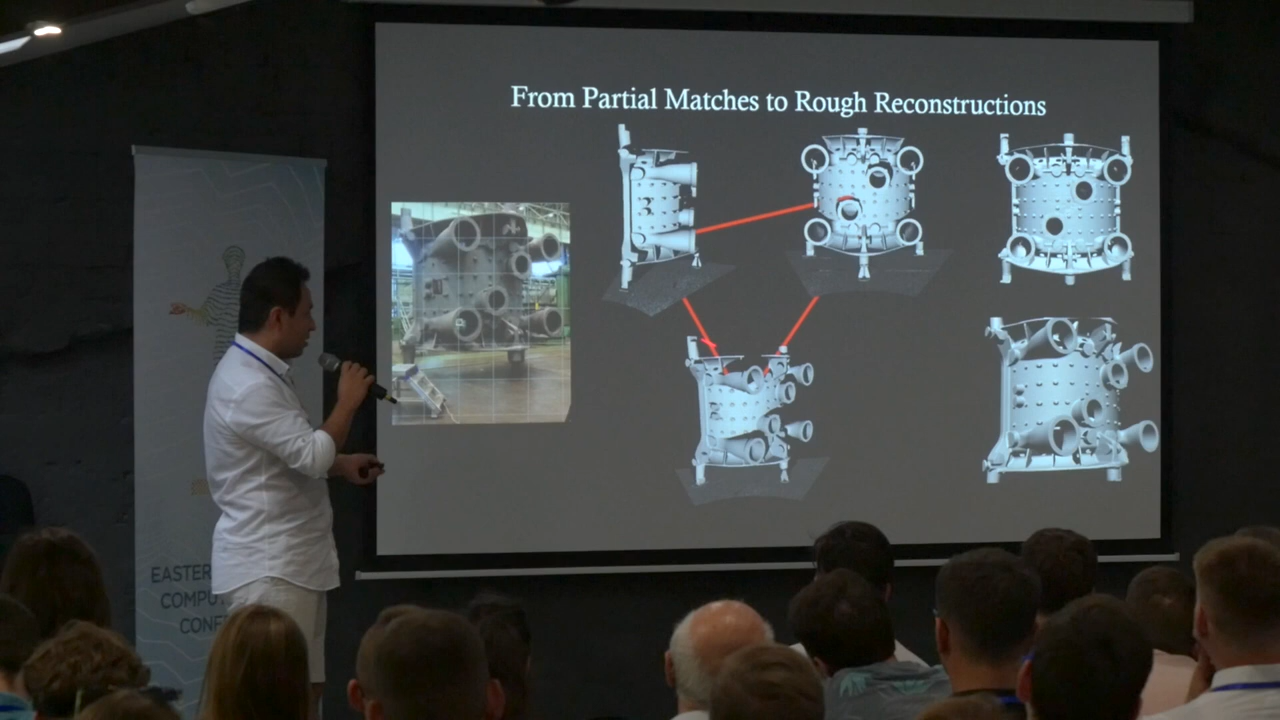 From Partial Matches to Rough Reconstructions
EASTER
COMPU
CONF